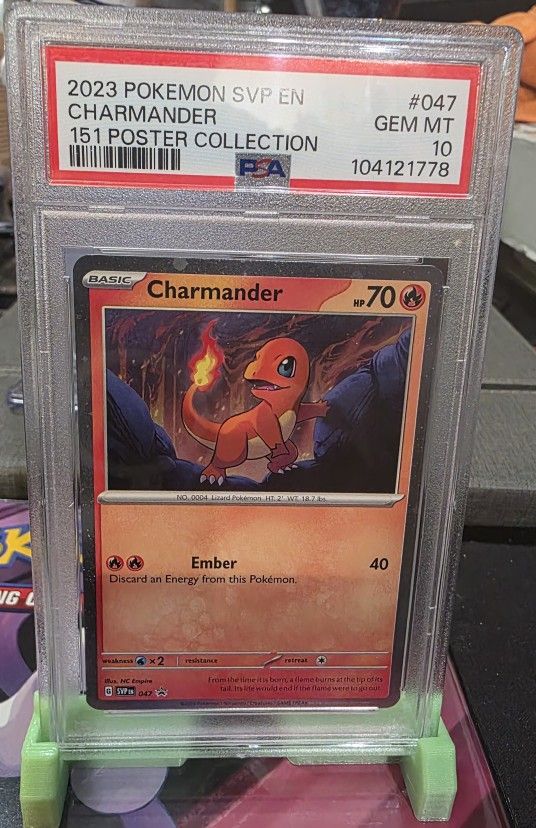 2023 POKEMON SVP EN #047
CHARMANDER GEM MT
151 POSTER COLLECTION 10
PSA 104121778
BASIC Charmander HP 70
NO. 0004 Lizard Pokémon HT. 2' WT. 18.7 lbs.
Ember 40
Discard an Energy from this Pokémon.
weakness ×2 resistance retreat
Illus. NC Empire
From the time it is born, a flame burns at the tip of its
tail. Its life would end if the flame were to go out.
G SVP EN 047